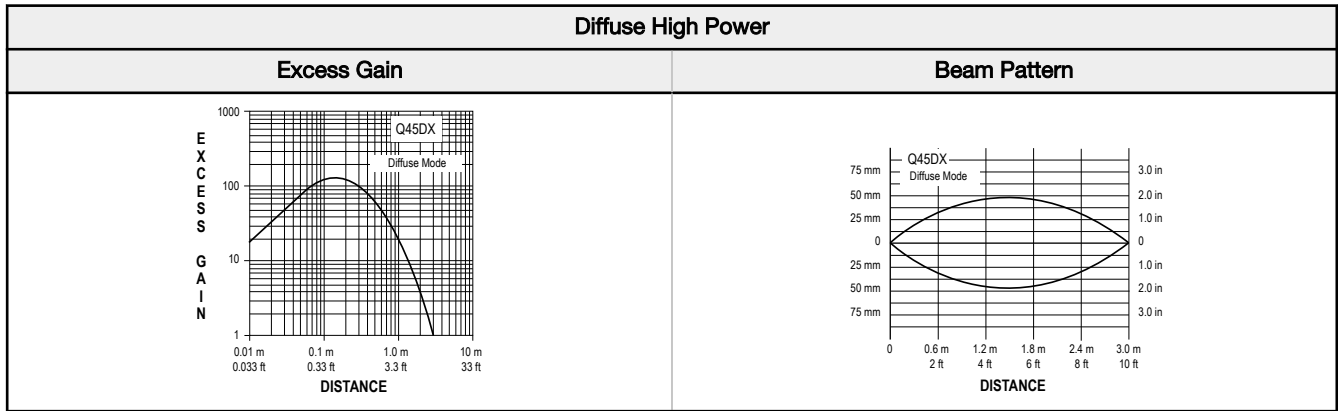 Diffuse High Power
Excess Gain
Beam Pattern
EXCESS GAIN
1000
100
10
1
Q45DX
Diffuse Mode
0.01 m 0.1 m 1.0 m 10 m
0.033 ft 0.33 ft 3.3 ft 33 ft
DISTANCE
Q45DX
Diffuse Mode
75 mm 3.0 in
50 mm 2.0 in
25 mm 1.0 in
0 0
25 mm 1.0 in
50 mm 2.0 in
75 mm 3.0 in
0 0.6 m 1.2 m 1.8 m 2.4 m 3.0 m
2 ft 4 ft 6 ft 8 ft 10 ft
DISTANCE